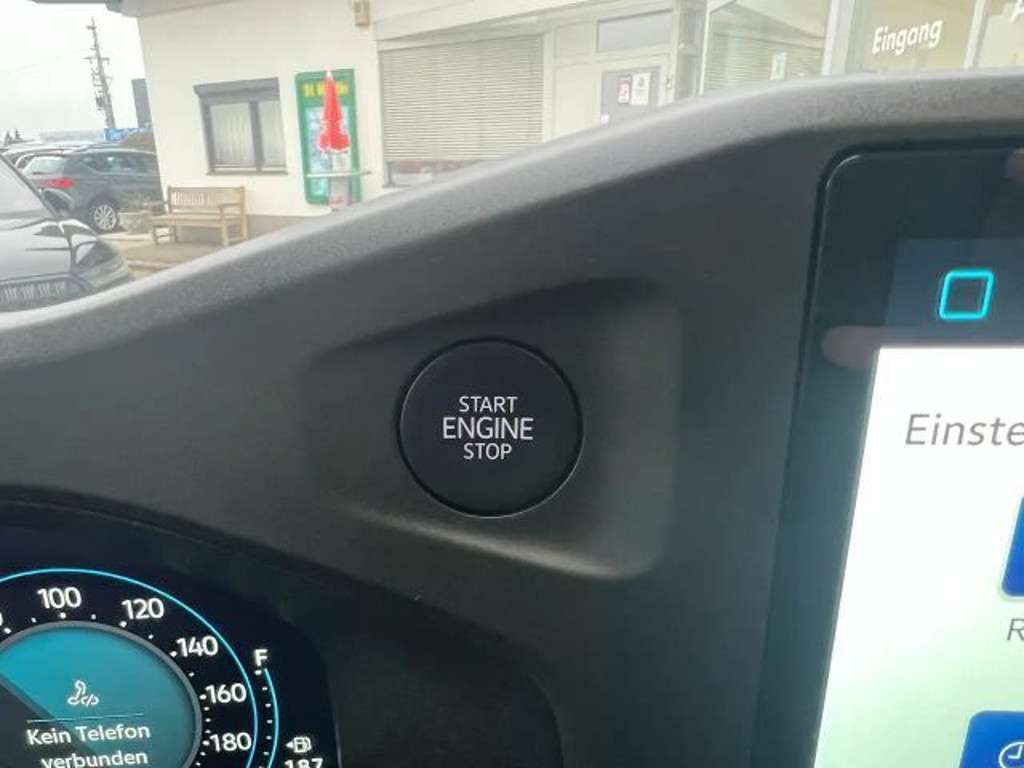 Eingang
START
ENGINE
STOP
Einste
R
100
120
140
F
160
180
187
Kein Telefon
verbunden